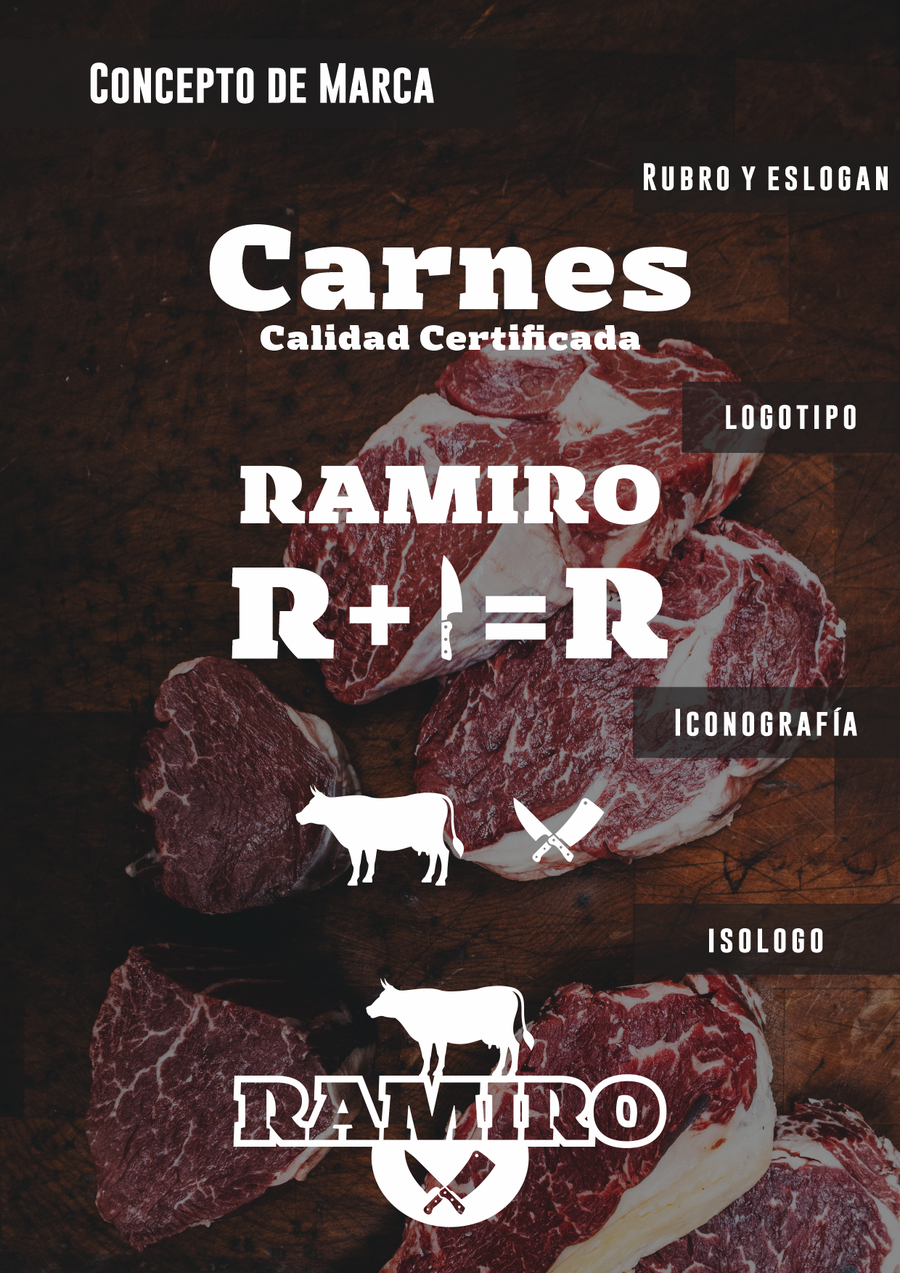 Concepto de Marca
Rubro y eslogan
Carnes
Calidad Certificada
LOGOTIPO
RAMIRO
R+ =R
Iconografía
ISOLOGO
RAMIRO